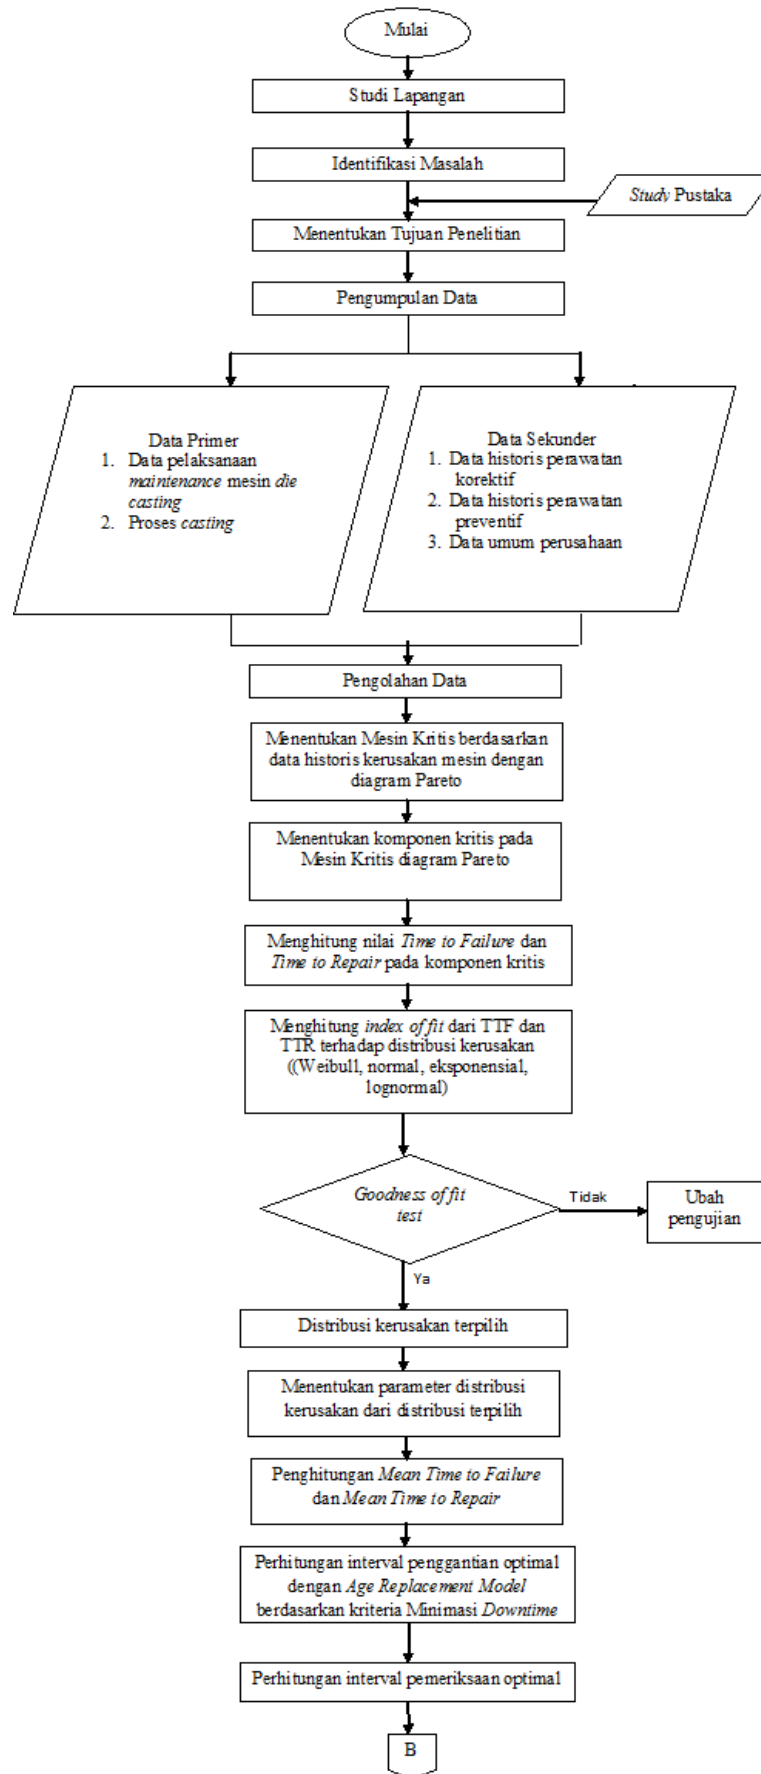 Mulai
Studi Lapangan
Identifikasi Masalah
Study Pustaka
Menentukan Tujuan Penelitian
Pengumpulan Data
Data Primer
1. Data pelaksanaan
maintenance mesin die
casting
2. Proses casting
Data Sekunder
1. Data historis perawatan
korektif
2. Data historis perawatan
preventif
3. Data umum perusahaan
Pengolahan Data
Menentukan Mesin Kritis berdasarkan
data historis kerusakan mesin dengan
diagram Pareto
Menentukan komponen kritis pada
Mesin Kritis diagram Pareto
Menghitung nilai Time to Failure dan
Time to Repair pada komponen kritis
Menghitung index of fit dari TTF dan
TTR terhadap distribusi kerusakan
((Weibull, normal, eksponensial,
lognormal)
Goodness of fit
test
Tidak
Ubah
pengujian
Ya
Distribusi kerusakan terpilih
Menentukan parameter distribusi
kerusakan dari distribusi terpilih
Penghitungan Mean Time to Failure
dan Mean Time to Repair
Perhitungan interval penggantian optimal
dengan Age Replacement Model
berdasarkan kriteria Minimasi Downtime
Perhitungan interval pemeriksaan optimal
B